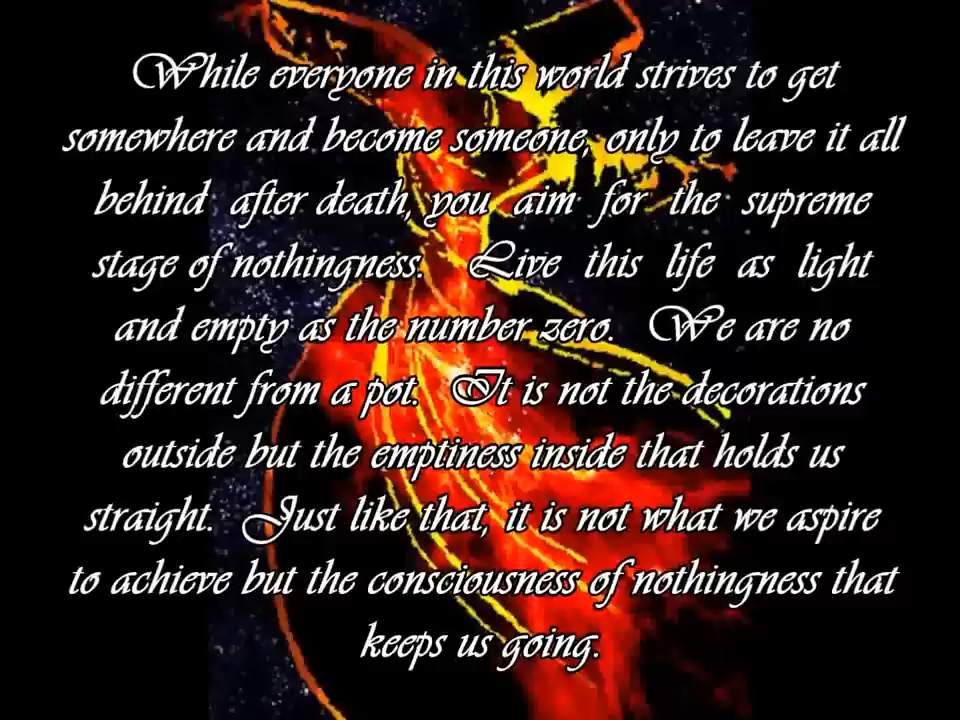 While everyone in this world strives to get
somewhere and become someone, only to leave it all
behind after death, you aim for the supreme
stage of nothingness. Live this life as light
and empty as the number zero. We are no
different from a pot. It is not the decorations
outside but the emptiness inside that holds us
straight. Just like that, it is not what we aspire
to achieve but the consciousness of nothingness that
keeps us going.